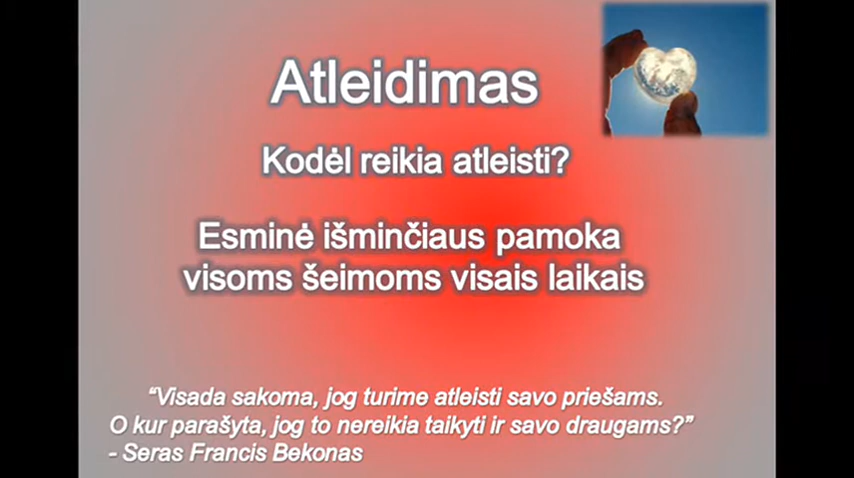 Atleidimas
Kodėl reikia atleisti?
Esminė išminčiaus pamoka
visoms šeimoms visais laikais
“Visada sakoma, jog turime atleisti savo priešams.
O kur parašyta, jog to nereikia taikyti ir savo draugams?”
- Seras Francis Bekonas